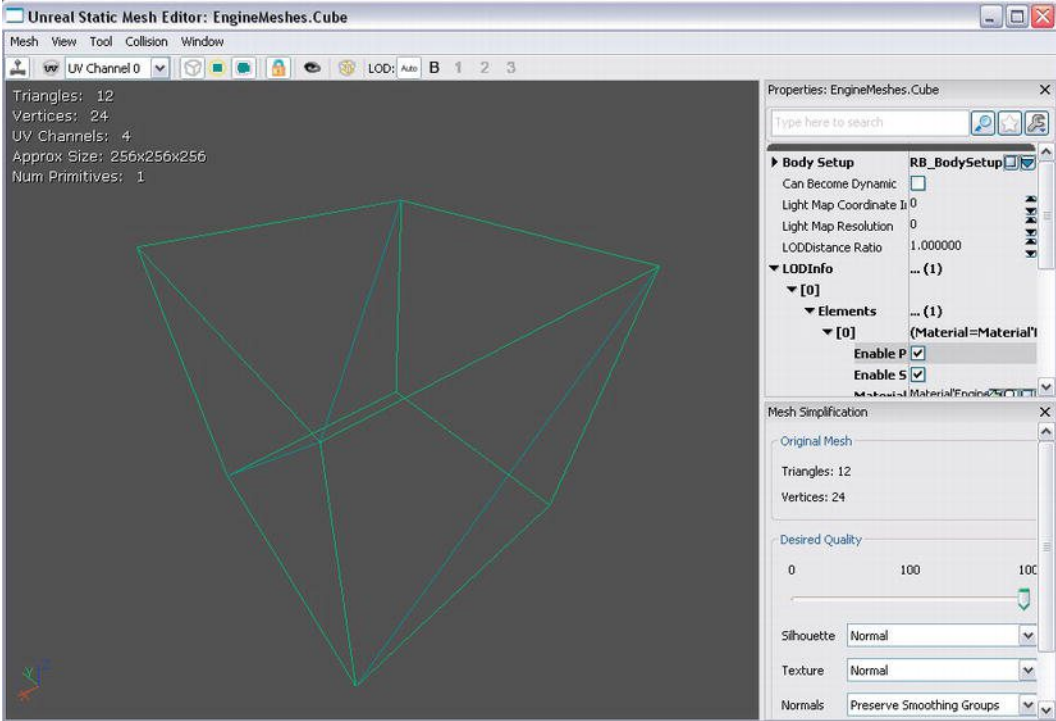 Unreal Static Mesh Editor: EngineMeshes.Cube
Mesh View Tool Collision Window
UV Channel 0 LOD: Auto B 1 2 3
Triangles: 12
Vertices: 24
UV Channels: 4
Approx Size: 256x256x256
Num Primitives: 1
Y Z
X
Properties: EngineMeshes.Cube
Type here to search
Body Setup RB_BodySetup
Can Become Dynamic
Light Map Coordinate I 0
Light Map Resolution 0
LODDistance Ratio 1.000000
LODInfo ... (1)
[0]
Elements ... (1)
[0] (Material=Material'
Enable P
Enable S
Material Material'Engine
Mesh Simplification
Original Mesh
Triangles: 12
Vertices: 24
Desired Quality
0 100 100
Silhouette Normal
Texture Normal
Normals Preserve Smoothing Groups